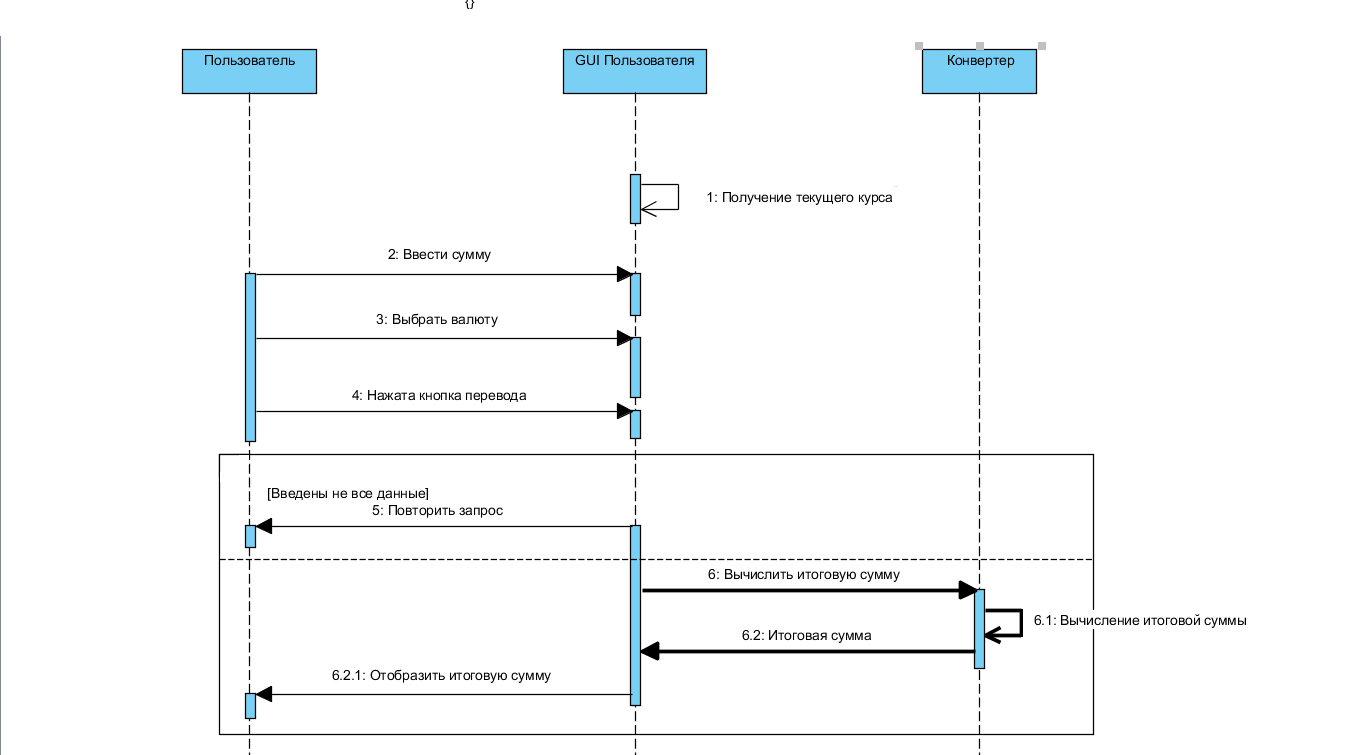 {}
Пользователь
GUI Пользователя
Конвертер
1: Получение текущего курса
2: Ввести сумму
3: Выбрать валюту
4: Нажата кнопка перевода
[Введены не все данные]
5: Повторить запрос
6: Вычислить итоговую сумму
6.1: Вычисление итоговой суммы
6.2: Итоговая сумма
6.2.1: Отобразить итоговую сумму